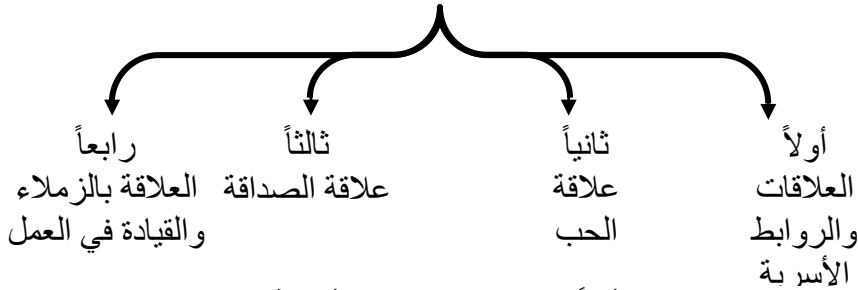 أولاً
العلاقات
والروابط
الأسرية
ثانياً
علاقة
الحب
ثالثاً
علاقة الصداقة
رابعاً
العلاقة بالزملاء
والقيادة في العمل